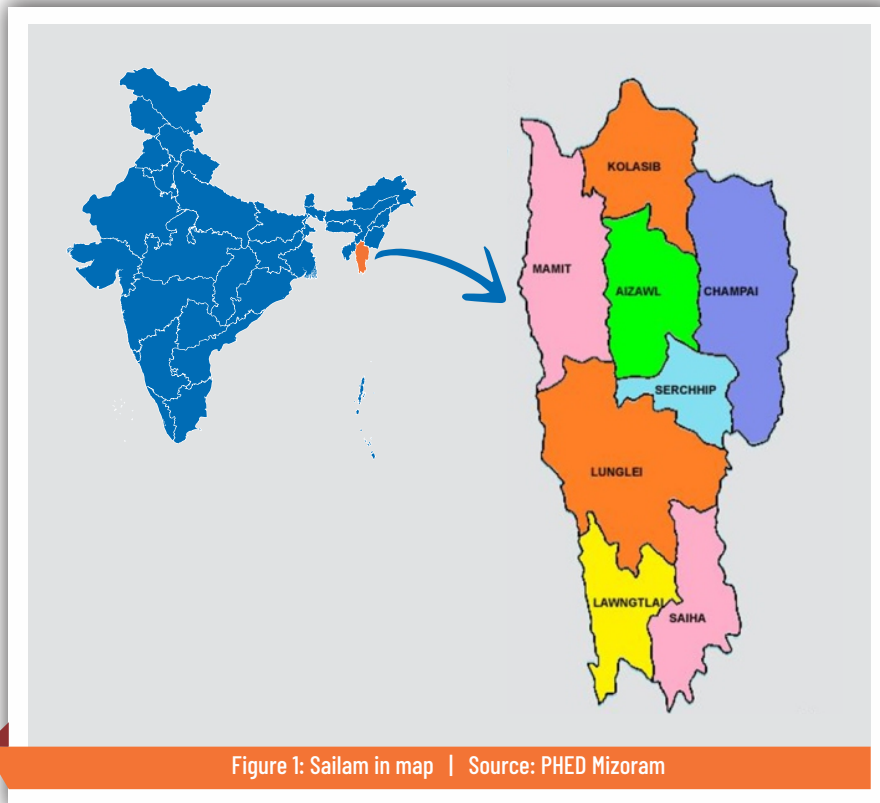 KOLASIB
MAMIT
AIZAWL
CHAMPAI
SERCHHIP
LUNGLEI
LAWNGTLAI
SAIHA
Figure 1: Sailam in map | Source: PHED Mizoram